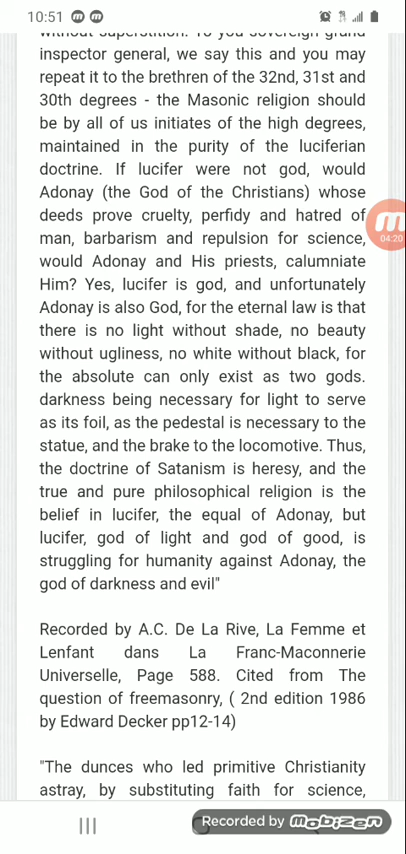 10:51
without superstition. To you sovereign grand
inspector general, we say this and you may
repeat it to the brethren of the 32nd, 31st and
30th degrees - the Masonic religion should
be by all of us initiates of the high degrees,
maintained in the purity of the luciferian
doctrine. If lucifer were not god, would
Adonay (the God of the Christians) whose
deeds prove cruelty, perfidy and hatred of
man, barbarism and repulsion for science,
would Adonay and His priests, calumniate
Him? Yes, lucifer is god, and unfortunately
Adonay is also God, for the eternal law is that
there is no light without shade, no beauty
without ugliness, no white without black, for
the absolute can only exist as two gods.
darkness being necessary for light to serve
as its foil, as the pedestal is necessary to the
statue, and the brake to the locomotive. Thus,
the doctrine of Satanism is heresy, and the
true and pure philosophical religion is the
belief in lucifer, the equal of Adonay, but
lucifer, god of light and god of good, is
struggling for humanity against Adonay, the
god of darkness and evil"
04:20
Recorded by A.C. De La Rive, La Femme et
Lenfant dans La Franc-Maconnerie
Universelle, Page 588. Cited from The
question of freemasonry, ( 2nd edition 1986
by Edward Decker pp12-14)
"The dunces who led primitive Christianity
astray, by substituting faith for science,
Recorded by mobizen